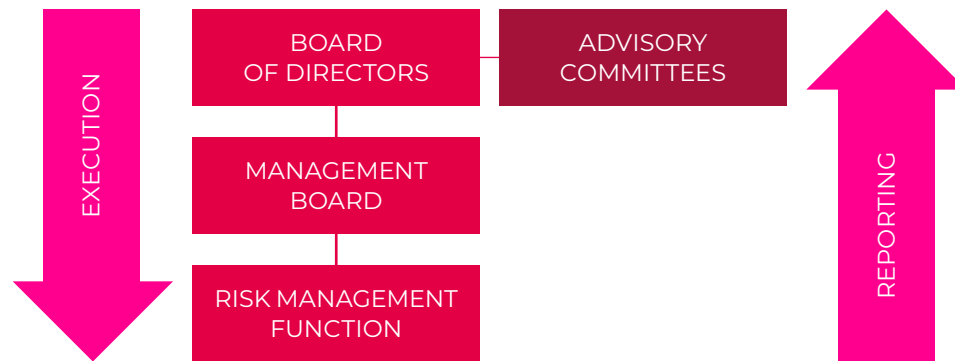 EXECUTION
BOARD
OF DIRECTORS
ADVISORY
COMMITTEES
MANAGEMENT
BOARD
RISK MANAGEMENT
FUNCTION
REPORTING